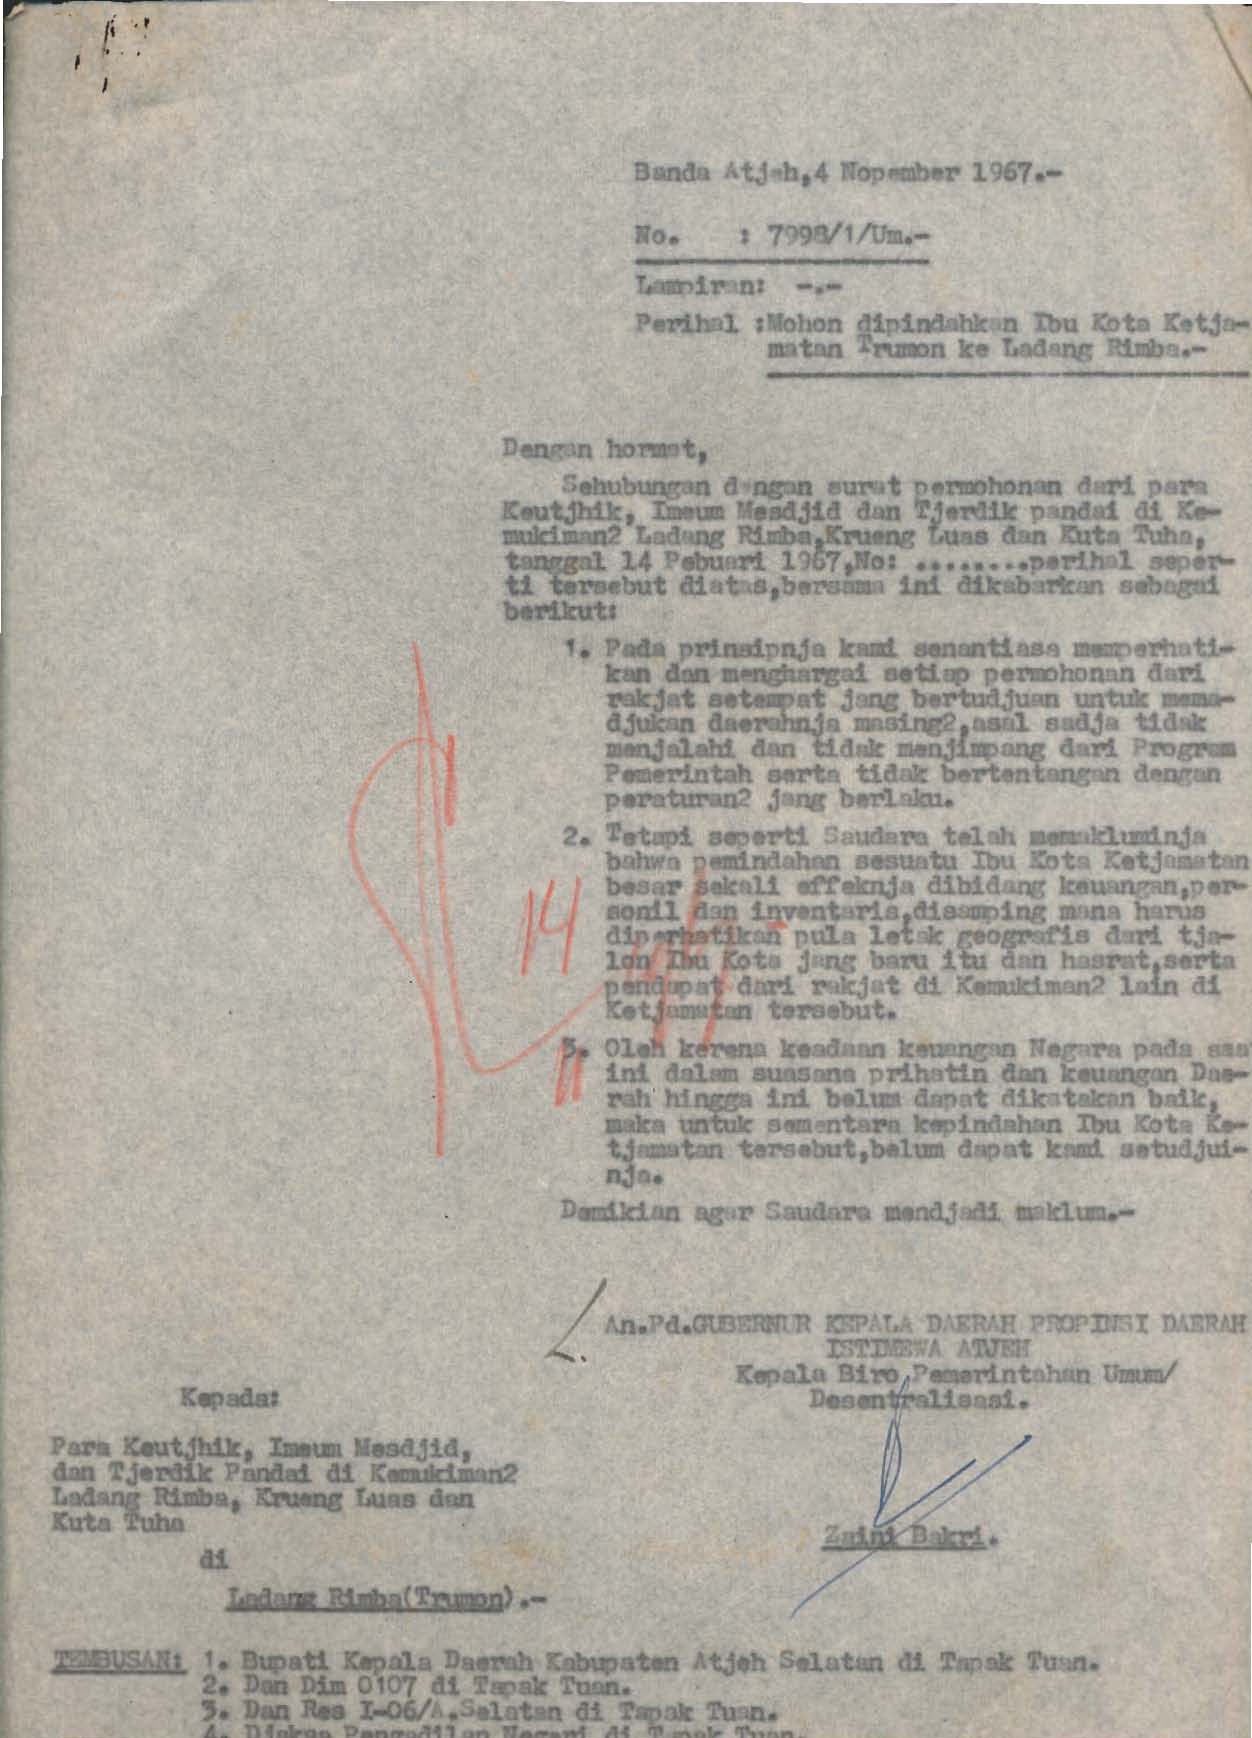 Banda Atjeh,4 Nopember 1967.-
No. : 7998/1/Um.-
Lampiran: -.-
Perihal :Mohon dipindahkan Ibu Kota Ketja-
matan Trumon ke Ladang Rimba.-
Dengan hormat,
Sehubungan dengan surat permohonan dari para
Keutjhik, Imeum Mesdjid dan Tjerdik pandai di Ke-
mukiman2 Ladang Rimba,Krueng Luas dan Kuta Tuha,
tanggal 14 Pebuari 1967,No: ........perihal seper-
ti tersebut diatas,bersama ini dikabarkan sebagai
berikut:
1. Pada prinsipnja kami senantiasa memperhati-
kan dan menghargai setiap permohonan dari
rakjat setempat jang bertudjuan untuk mema-
djukan daerahnja masing2,asal sadja tidak
menjalahi dan tidak menjimpang dari Program
Pemerintah serta tidak bertentangan dengan
peraturan2 jang berlaku.
2. Tetapi seperti Saudara telah memakluminja
bahwa pemindahan sesuatu Ibu Kota Ketjamatan
besar sekali effeknja dibidang keuangan,per-
sonil dan inventaris,disamping mana harus
diperhatikan pula letak geografis dari tja-
lon Ibu Kota jang baru itu dan hasrat,serta
pendapat dari rakjat di Kemukiman2 lain di
Ketjamatan tersebut.
14
3. Oleh kerena keadaan keuangan Negara pada saa
ini dalam suasana prihatin dan keuangan Dae-
rah hingga ini belum dapat dikatakan baik,
maka untuk sementara kepindahan Ibu Kota Ke-
tjamatan tersebut,belum dapat kami setudjui-
nja.
11
Demikian agar Saudara mendjadi maklum.-
An.Pd.GUBERNUR KEPALA DAERAH PROPINSI DAERAH
ISTIMEWA ATJEH
Kepala Biro Pemerintahan Umum/
Desentralisasi.
Zaini Bakri.
Kepada:
Para Keutjhik, Imeum Mesdjid,
dan Tjerdik Pandai di Kemukiman2
Ladang Rimba, Krueng Luas dan
Kuta Tuha
di
Ladang Rimba(Trumon).-
TEMBUSAN: 1. Bupati Kepala Daerah Kabupaten Atjeh Selatan di Tapak Tuan.
2. Dan Dim 0107 di Tapak Tuan.
3. Dan Res I-06/A.Selatan di Tapak Tuan.
4. Djaksa Pengadilan Negeri di Tapak Tuan.